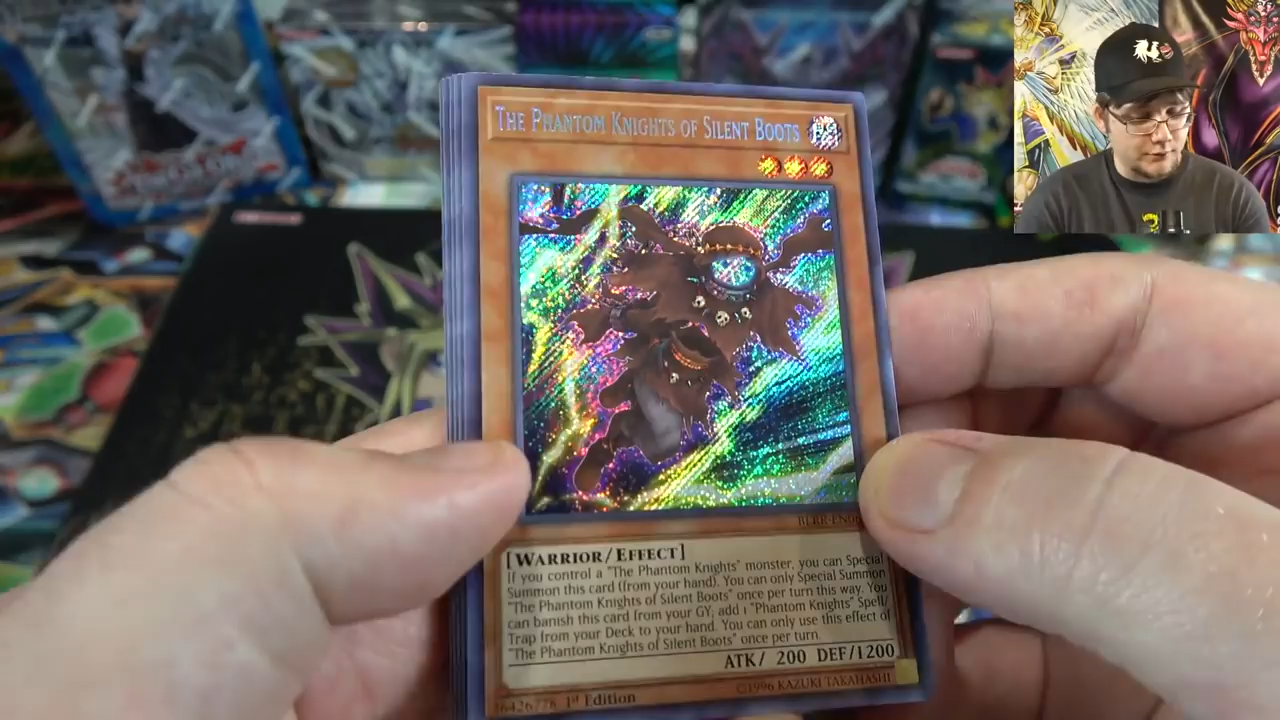 THE PHANTOM KNIGHTS OF SILENT BOOTS
[WARRIOR/EFFECT]
If you control a "The Phantom Knights" monster, you can Special
Summon this card (from your hand). You can only Special Summon
"The Phantom Knights of Silent Boots" once per turn this way. You
can banish this card from your GY; add 1 "Phantom Knights" Spell/
Trap from your Deck to your hand. You can only use this effect of
"The Phantom Knights of Silent Boots" once per turn.
ATK/ 200 DEF/1200
1st Edition ©1996 KAZUKI TAKAHASHI